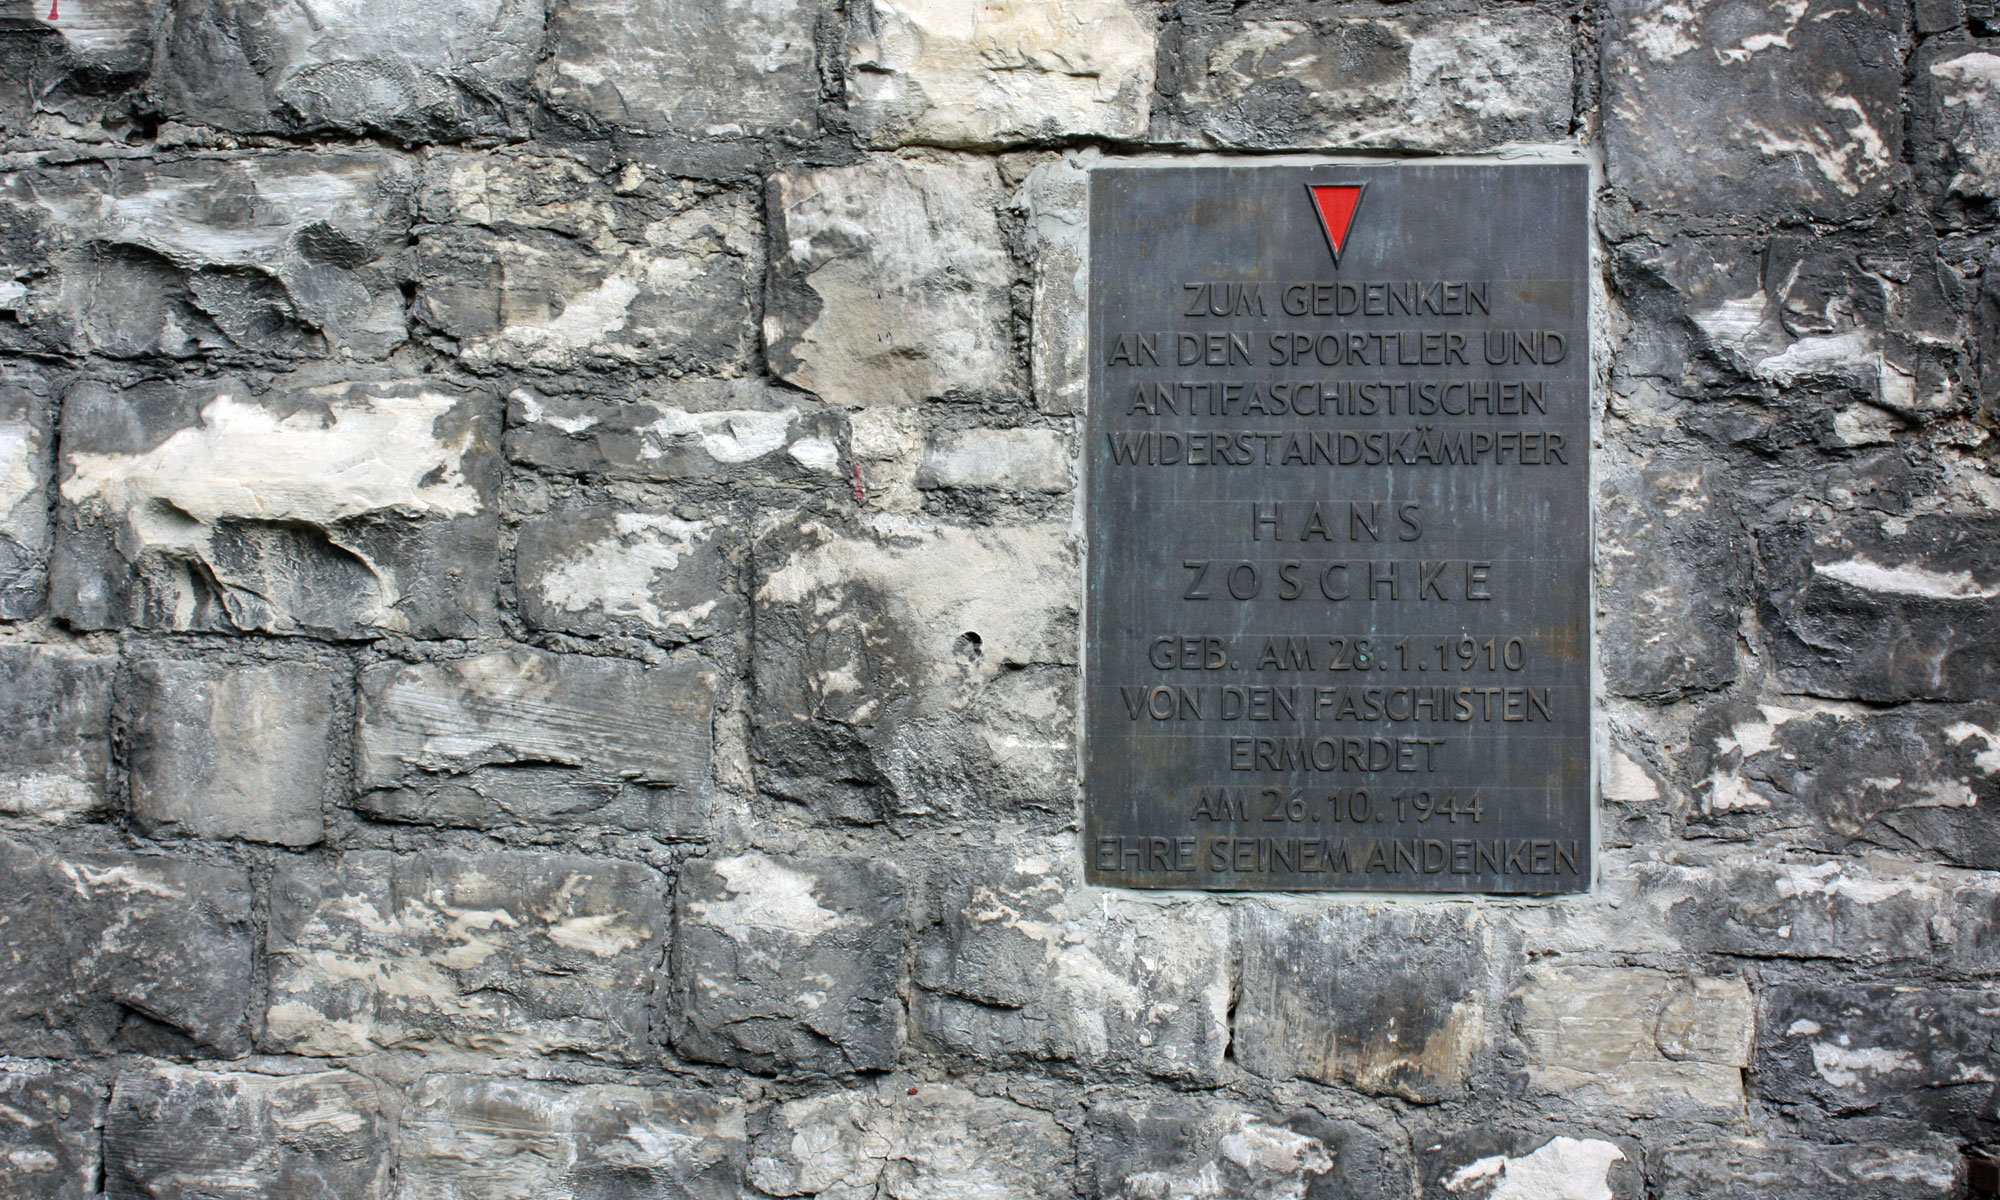 ZUM GEDENKEN
AN DEN SPORTLER UND
ANTIFASCHISTISCHEN
WIDERSTANDSKÄMPFER
HANS
ZOSCHKE
GEB. AM 28.1.1910
VON DEN FASCHISTEN
ERMORDET
AM 26.10.1944
EHRE SEINEM ANDENKEN